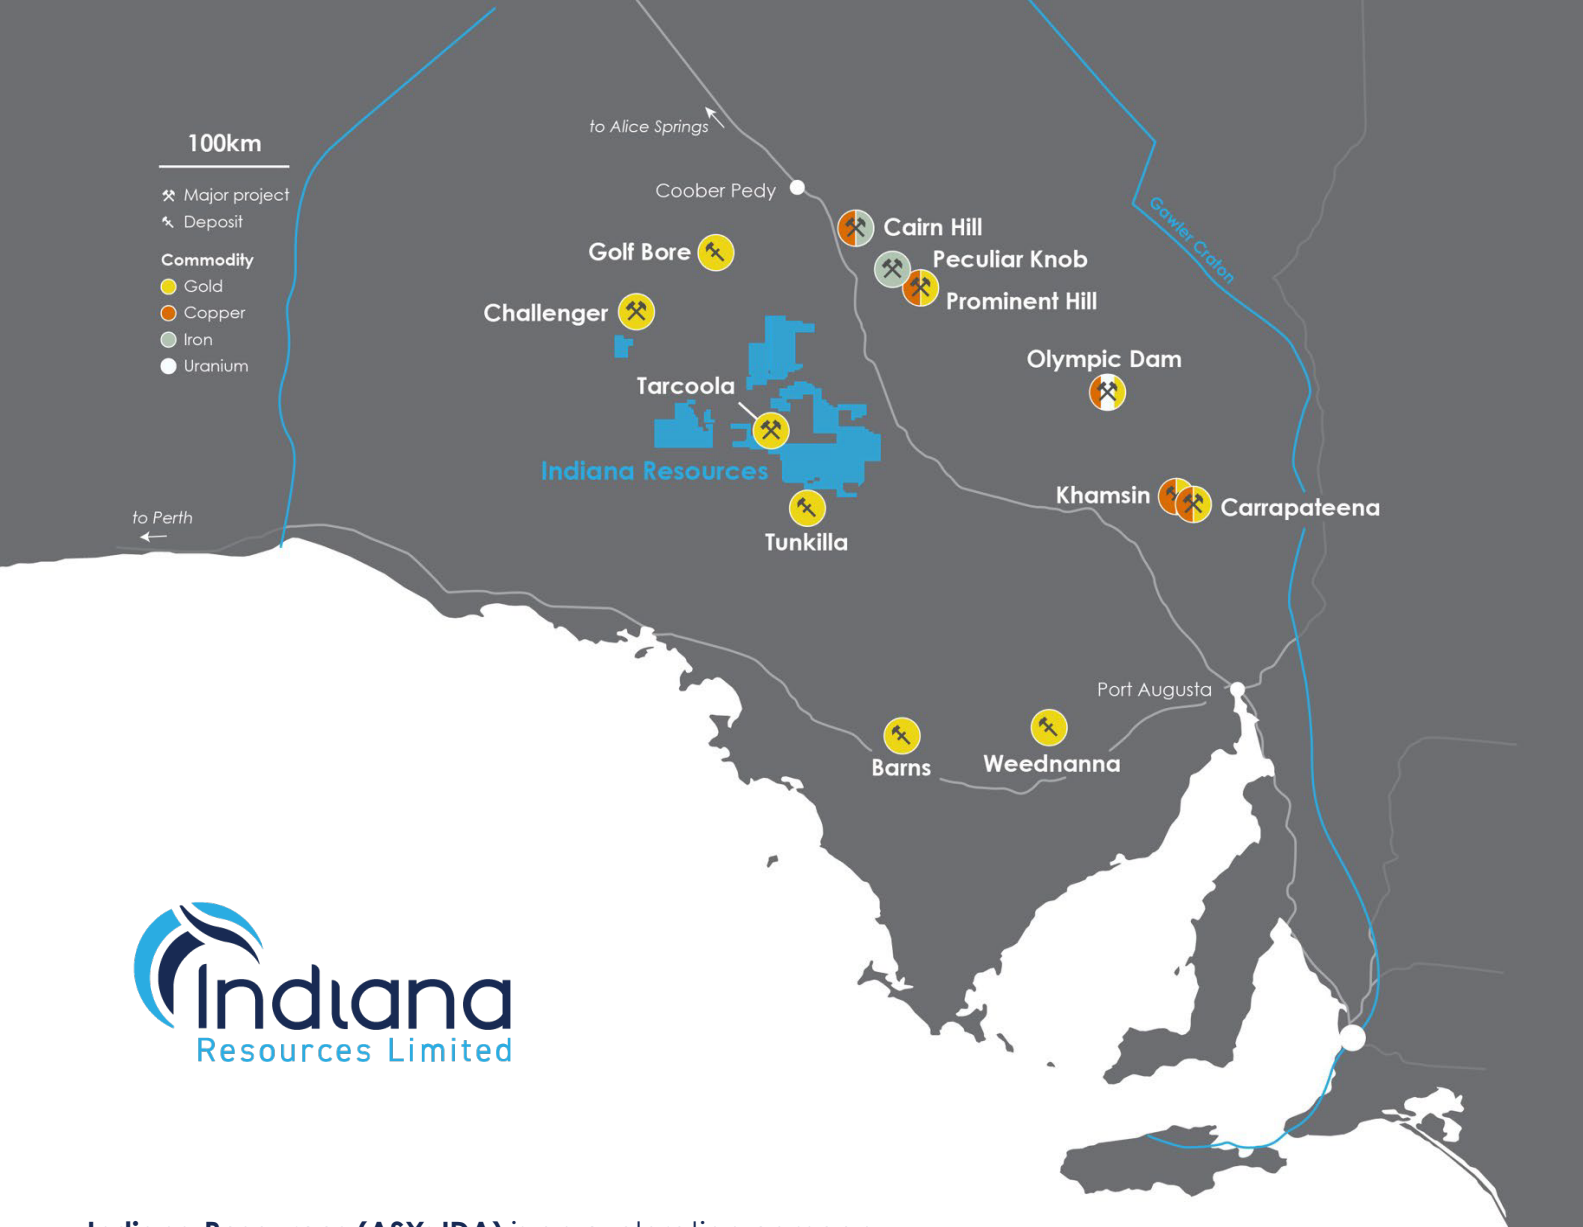 to Alice Springs
100km
Major project
Deposit
Commodity
Gold
Copper
Iron
Uranium
Coober Pedy
Cairn Hill
Golf Bore
Peculiar Knob
Prominent Hill
Challenger
Gawler Craton
Olympic Dam
Tarcoola
Indiana Resources
Khamsin
Carrapateena
to Perth
Tunkilla
Port Augusta
Barns
Weednanna
Indiana
Resources Limited